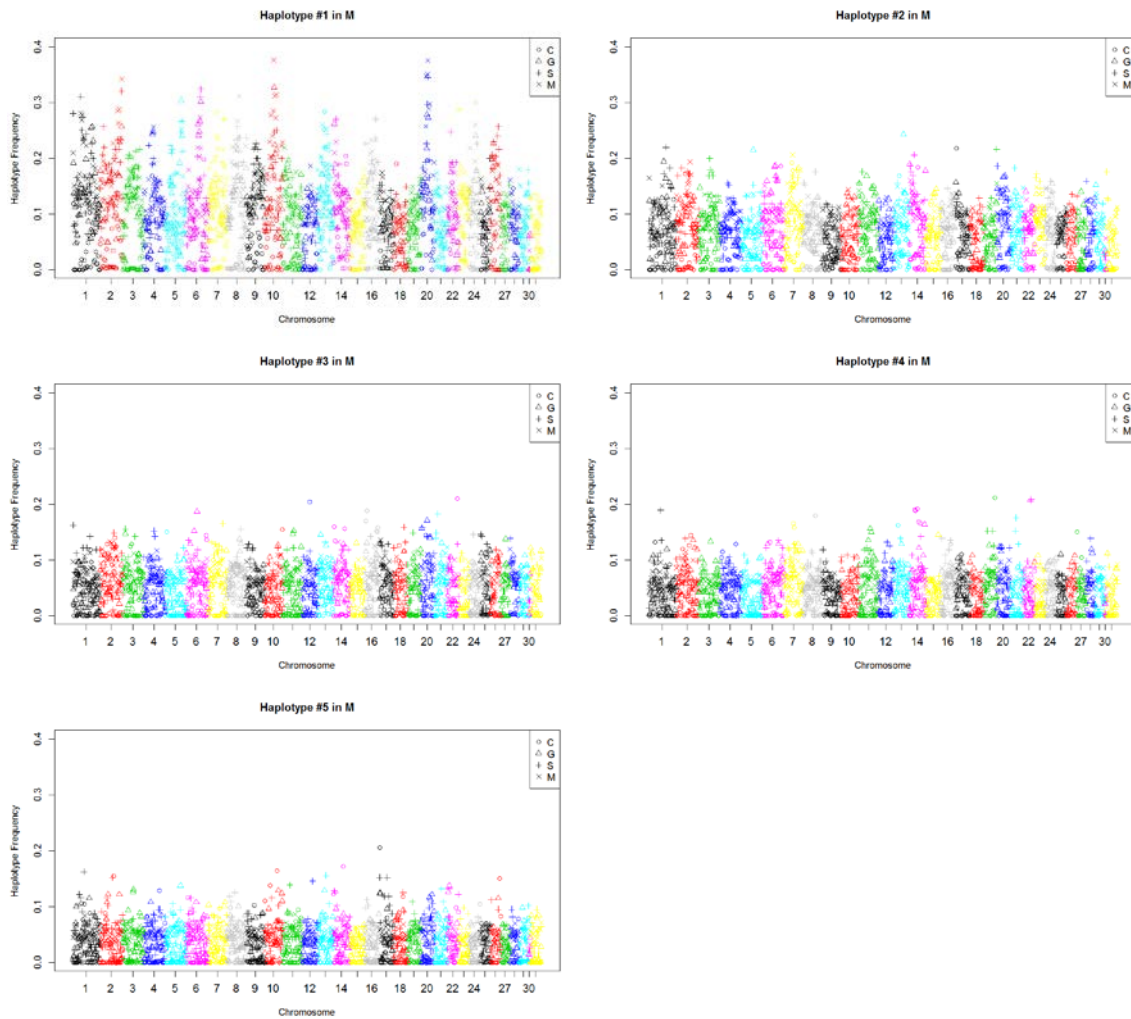 Haplotype #1 in M
Haplotype Frequency
0.4
0.3
0.2
0.1
0.0
C
G
S
M
1 2 3 4 5 6 7 8 9 10 12 14 16 18 20 22 24 27 30
Chromosome
Haplotype #2 in M
Haplotype Frequency
0.4
0.3
0.2
0.1
0.0
C
G
S
M
1 2 3 4 5 6 7 8 9 10 12 14 16 18 20 22 24 27 30
Chromosome
Haplotype #3 in M
Haplotype Frequency
0.4
0.3
0.2
0.1
0.0
C
G
S
M
1 2 3 4 5 6 7 8 9 10 12 14 16 18 20 22 24 27 30
Chromosome
Haplotype #4 in M
Haplotype Frequency
0.4
0.3
0.2
0.1
0.0
C
G
S
M
1 2 3 4 5 6 7 8 9 10 12 14 16 18 20 22 24 27 30
Chromosome
Haplotype #5 in M
Haplotype Frequency
0.4
0.3
0.2
0.1
0.0
C
G
S
M
1 2 3 4 5 6 7 8 9 10 12 14 16 18 20 22 24 27 30
Chromosome